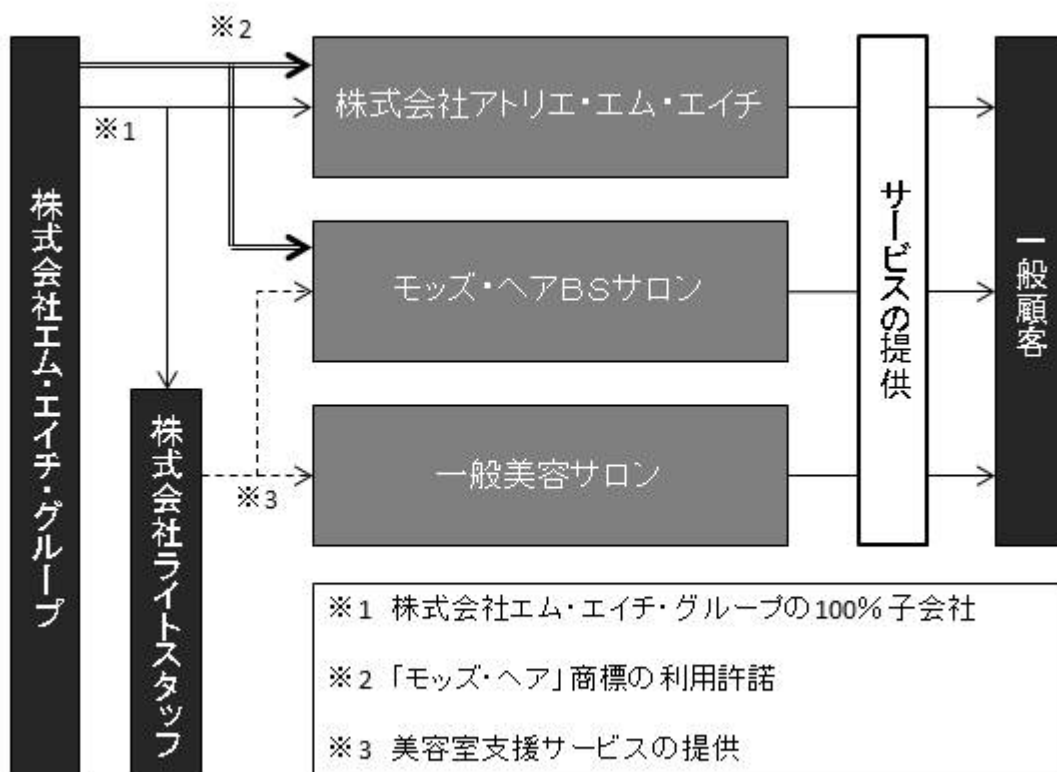 ※2
※1
株式会社エム・エイチ・グループ
株式会社アトリエ・エム・エイチ
モッズ・ヘアBSサロン
一般美容サロン
※3
株式会社ライトスタッフ
サービスの提供
一般顧客
※1 株式会社エム・エイチ・グループの100%子会社
※2 「モッズ・ヘア」商標の利用許諾
※3 美容室支援サービスの提供